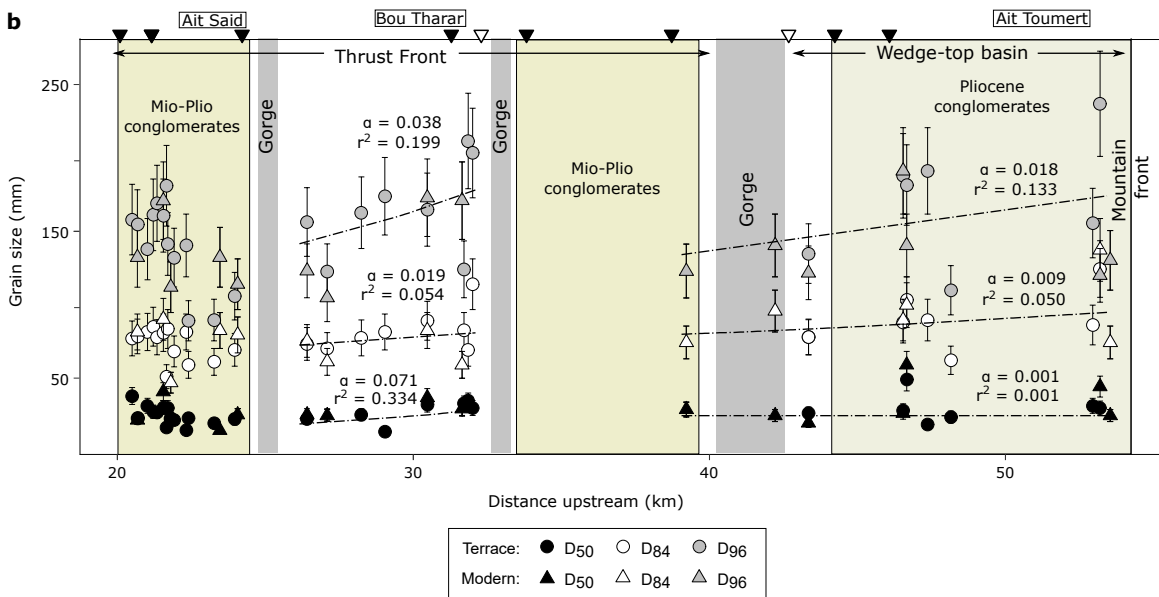 b
Ait Said
Bou Tharar
Ait Toumert
Thrust Front
Wedge-top basin
Mio-Plio
conglomerates
Gorge
α = 0.038
r² = 0.199
α = 0.019
r² = 0.054
α = 0.071
r² = 0.334
Gorge
Mio-Plio
conglomerates
Gorge
Pliocene
conglomerates
α = 0.018
r² = 0.133
α = 0.009
r² = 0.050
α = 0.001
r² = 0.001
Mountain
front
Grain size (mm)
250
150
50
20
30
40
50
Distance upstream (km)
Terrace: D50 D84 D96
Modern: D50 D84 D96